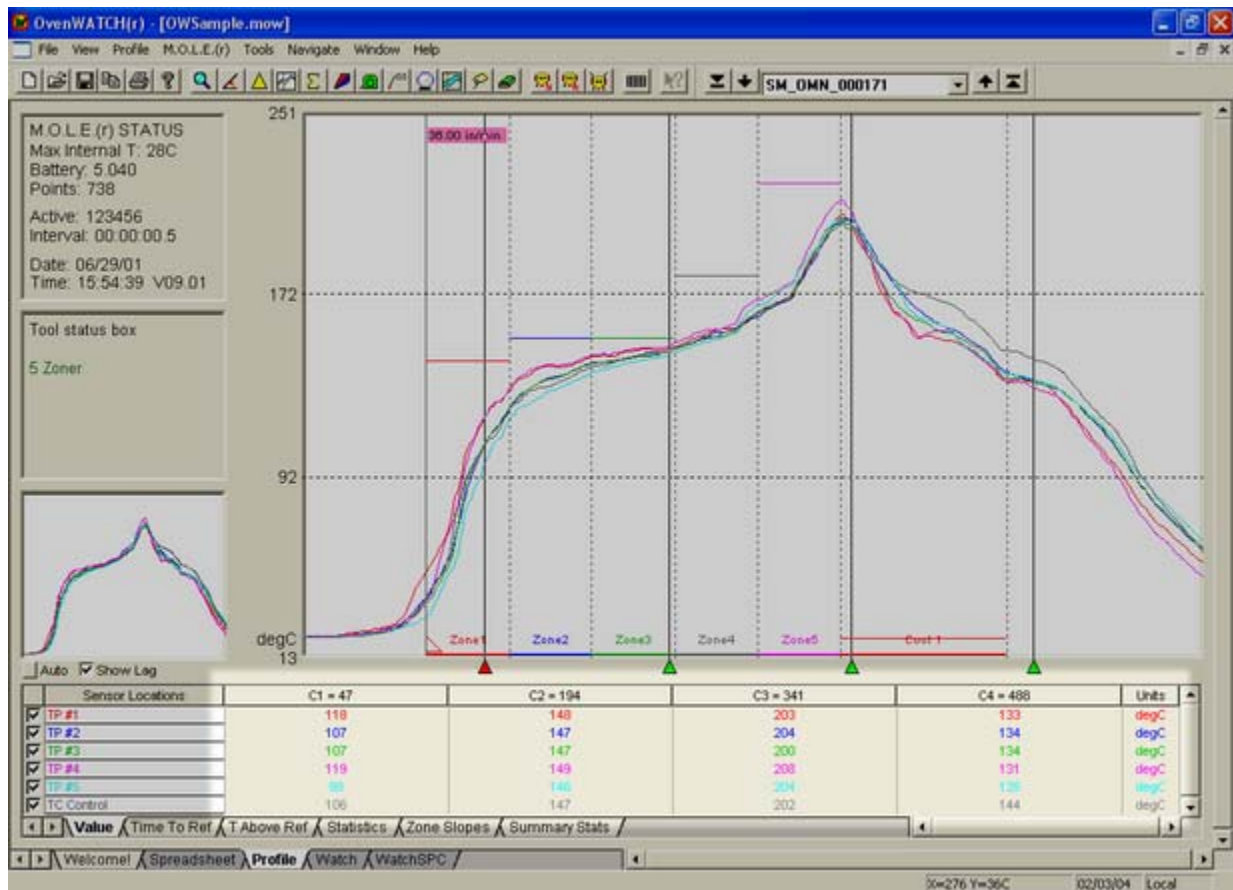 OvenWATCH(r) - [OWSample.mow]
File View Profile M.O.L.E.(r) Tools Navigate Window Help
SM_OMN_000171
M.O.L.E.(r) STATUS
Max Internal T: 28C
Battery: 5.040
Points: 738
Active: 123456
Interval: 00:00:00.5
Date: 06/29/01
Time: 15:54:39 V09.01
Tool status box
5 Zoner
Auto Show Lag
251
36.00 in/min
172
92
degC
13
Zone1 Zone2 Zone3 Zone4 Zone5 Cust 1
Sensor Locations C1 = 47 C2 = 194 C3 = 341 C4 = 488 Units
TP #1 118 148 203 133 degC
TP #2 107 147 204 134 degC
TP #3 107 147 200 134 degC
TP #4 119 149 208 131 degC
TP #5 146 204 degC
TC Control 106 147 202 144 degC
Value Time To Ref T Above Ref Statistics Zone Slopes Summary Stats
Welcome! Spreadsheet Profile Watch WatchSPC
X=276 Y=36C 02/03/04 Local